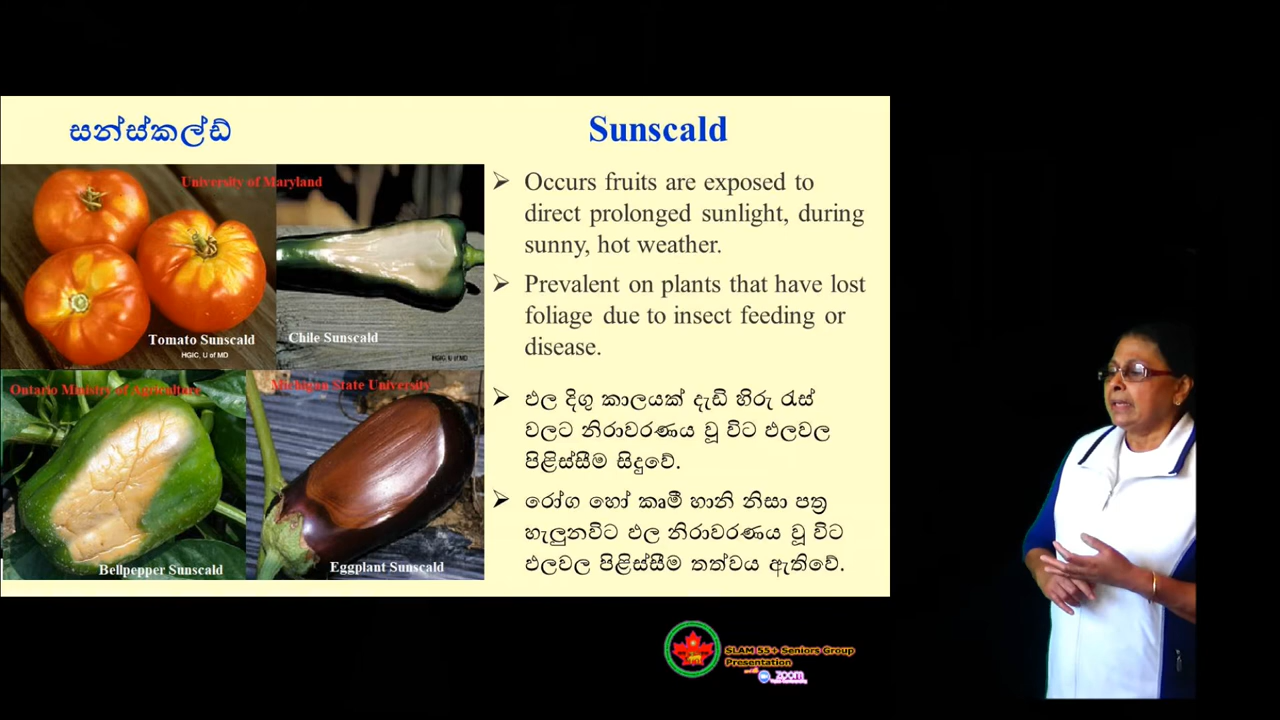 සන්ස්කල්ඩ්
Sunscald
University of Maryland
Tomato Sunscald
HGIC, U of MD
Chile Sunscald
HGIC, U of MD
Ontario Ministry of Agriculture
Bellpepper Sunscald
Michigan State University
Eggplant Sunscald
➢ Occurs fruits are exposed to
direct prolonged sunlight, during
sunny, hot weather.
➢ Prevalent on plants that have lost
foliage due to insect feeding or
disease.
➢ ඵල දිගු කාලයක් දැඩි හිරු රැස්
වලට නිරාවරණය වූ විට ඵලවල
පිළිස්සීම සිදුවේ.
➢ රෝග හෝ කෘමී හානි නිසා පත්‍ර
හැලුනවිට ඵල නිරාවරණය වූ විට
ඵලවල පිළිස්සීම තත්වය ඇතිවේ.
SLAM 55+ Seniors Group
Presentation
zoom